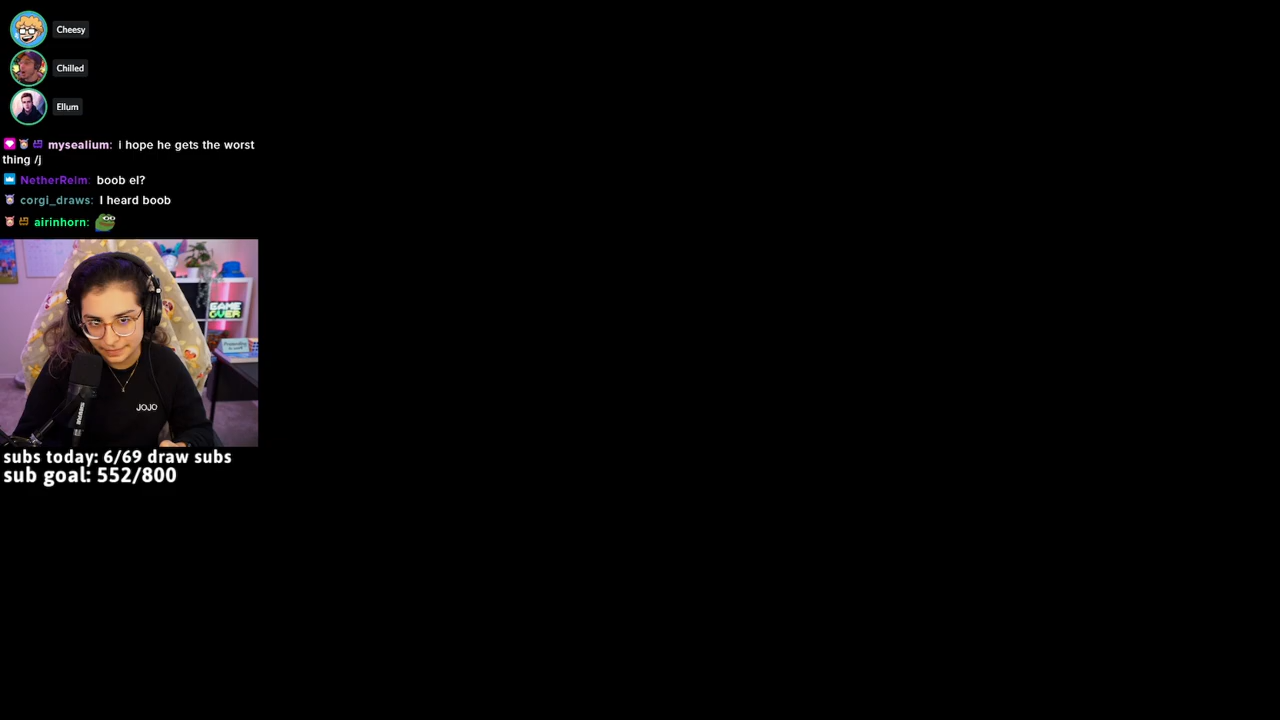 Cheesy
Chilled
Ellum
mysealium: i hope he gets the worst
thing /j
NetherRelm: boob el?
corgi_draws: I heard boob
airinhorn:
GAME
OVER
JOJO
subs today: 6/69 draw subs
sub goal: 552/800